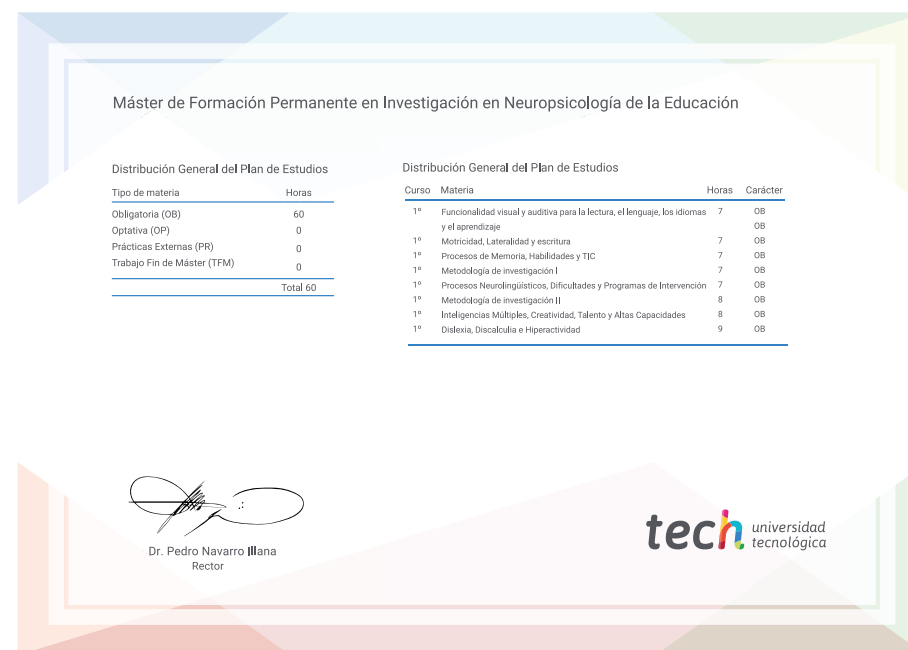 Máster de Formación Permanente en Investigación en Neuropsicología de la Educación
Distribución General del Plan de Estudios
Tipo de materia Horas
Obligatoria (OB) 60
Optativa (OP) 0
Prácticas Externas (PR) 0
Trabajo Fin de Máster (TFM) 0
Total 60
Distribución General del Plan de Estudios
Curso Materia Horas Carácter
1º Funcionalidad visual y auditiva para la lectura, el lenguaje, los idiomas 7 OB
y el aprendizaje OB
1º Motricidad, Lateralidad y escritura 7 OB
1º Procesos de Memoria, Habilidades y TIC 7 OB
1º Metodología de investigación I 7 OB
1º Procesos Neurolingüísticos, Dificultades y Programas de Intervención 7 OB
1º Metodología de investigación II 8 OB
1º Inteligencias Múltiples, Creatividad, Talento y Altas Capacidades 8 OB
1º Dislexia, Discalculia e Hiperactividad 9 OB
Dr. Pedro Navarro Illana
Rector
tech universidad
tecnológica